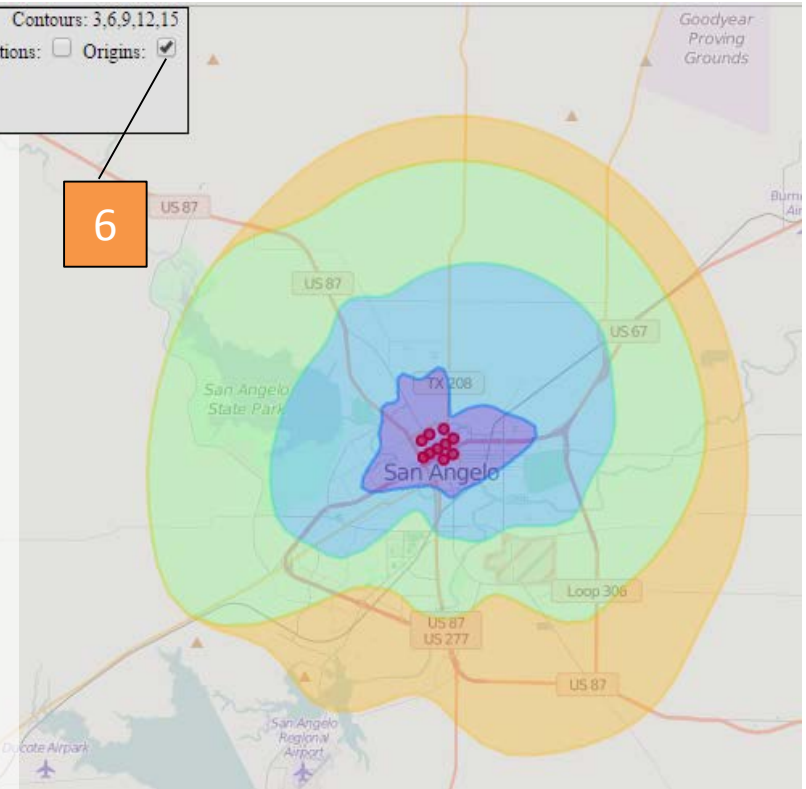 Contours: 3,6,9,12,15
tions: Origins:
6
Goodyear
Proving
Grounds
US 87
US 87
US 67
TX 208
San Angelo
State Park
San Angelo
Loop 306
US 87
US 277
US 87
San Angelo
Regional
Airport
Ducote Airpark